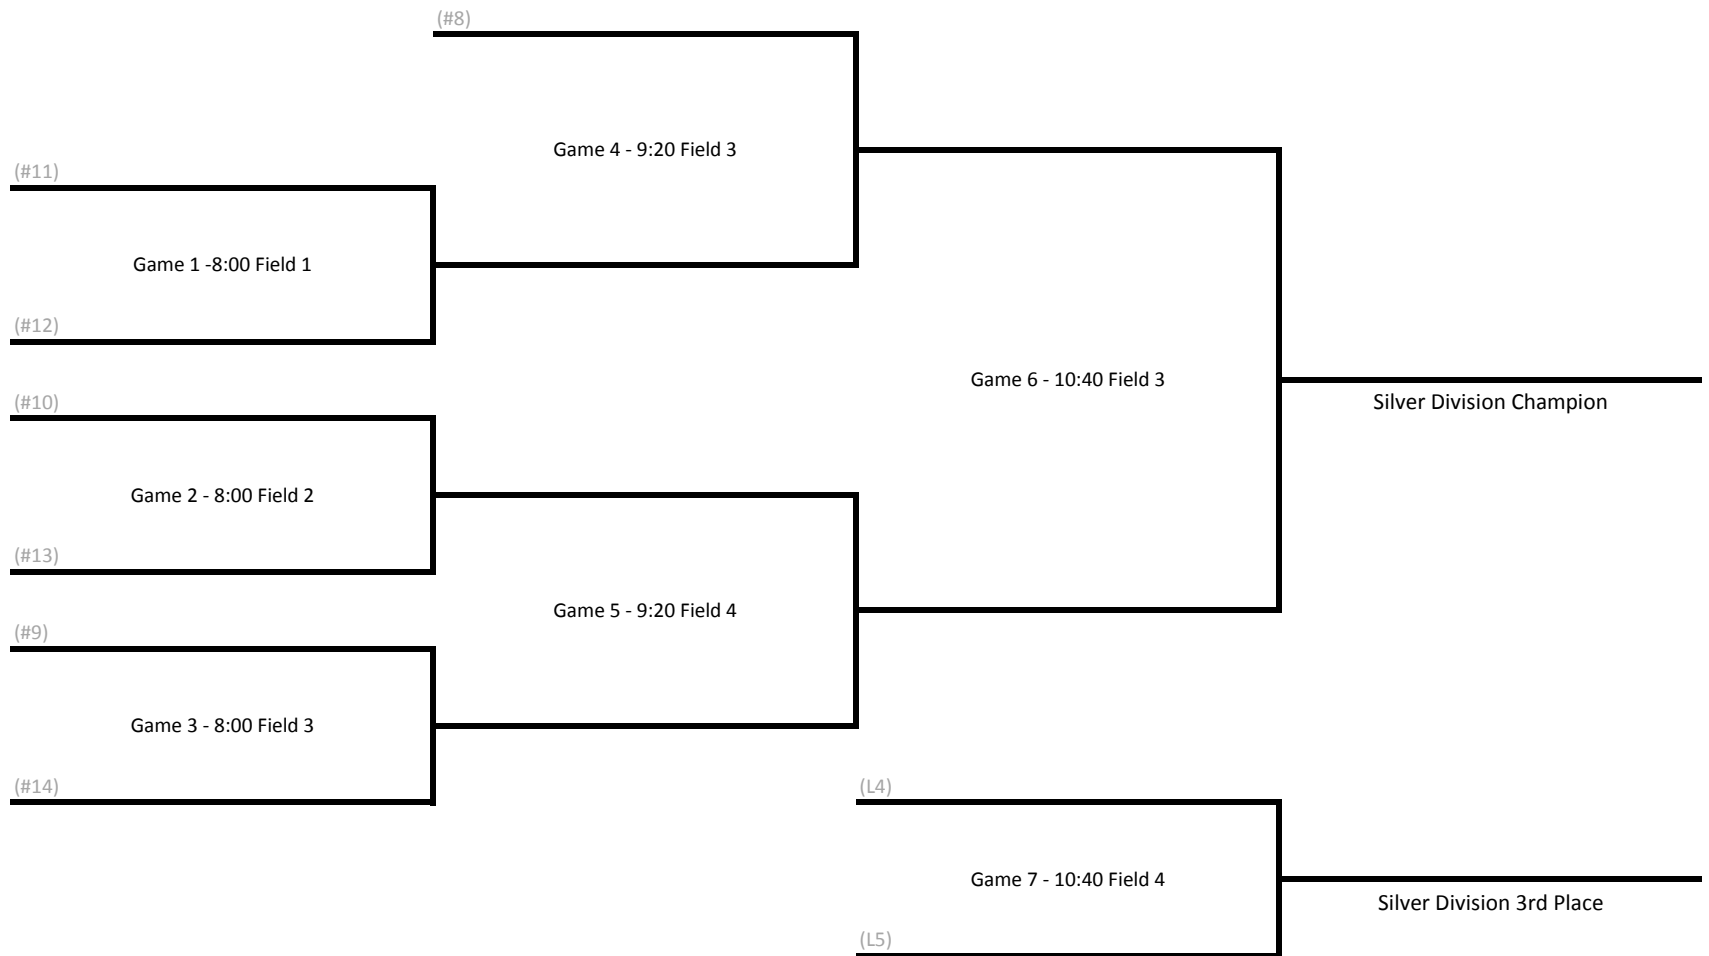 (#8)
Game 4 - 9:20 Field 3
(#11)
Game 1 -8:00 Field 1
(#12)
Game 6 - 10:40 Field 3
Silver Division Champion
(#10)
Game 2 - 8:00 Field 2
(#13)
Game 5 - 9:20 Field 4
(#9)
Game 3 - 8:00 Field 3
(#14)
(L4)
Game 7 - 10:40 Field 4
Silver Division 3rd Place
(L5)